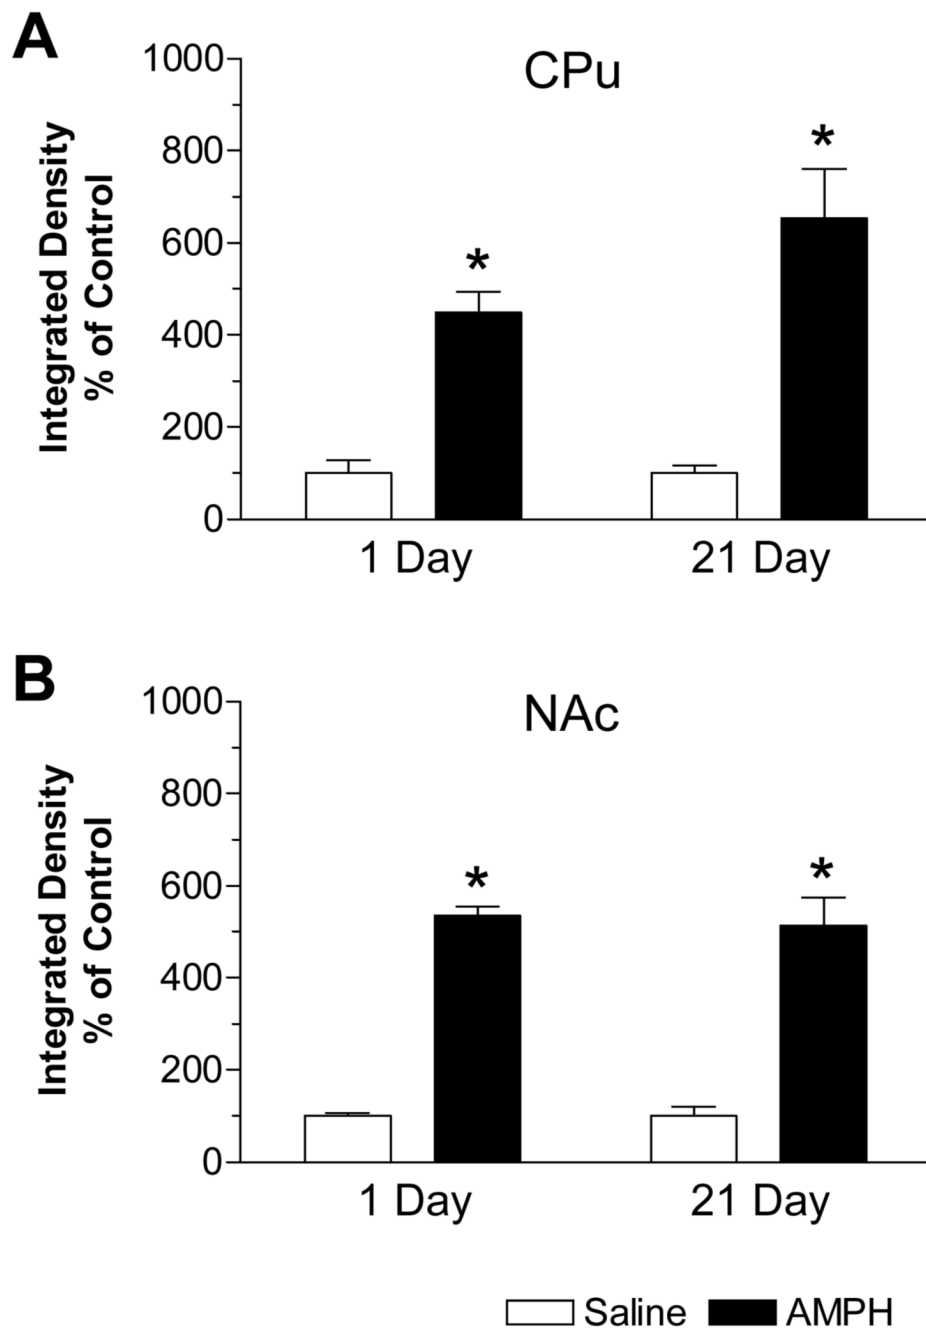 A
CPu
Integrated Density
% of Control
1000
800
600
400
200
0
*
*
1 Day
21 Day
B
NAc
Integrated Density
% of Control
1000
800
600
400
200
0
*
*
1 Day
21 Day
Saline
AMPH